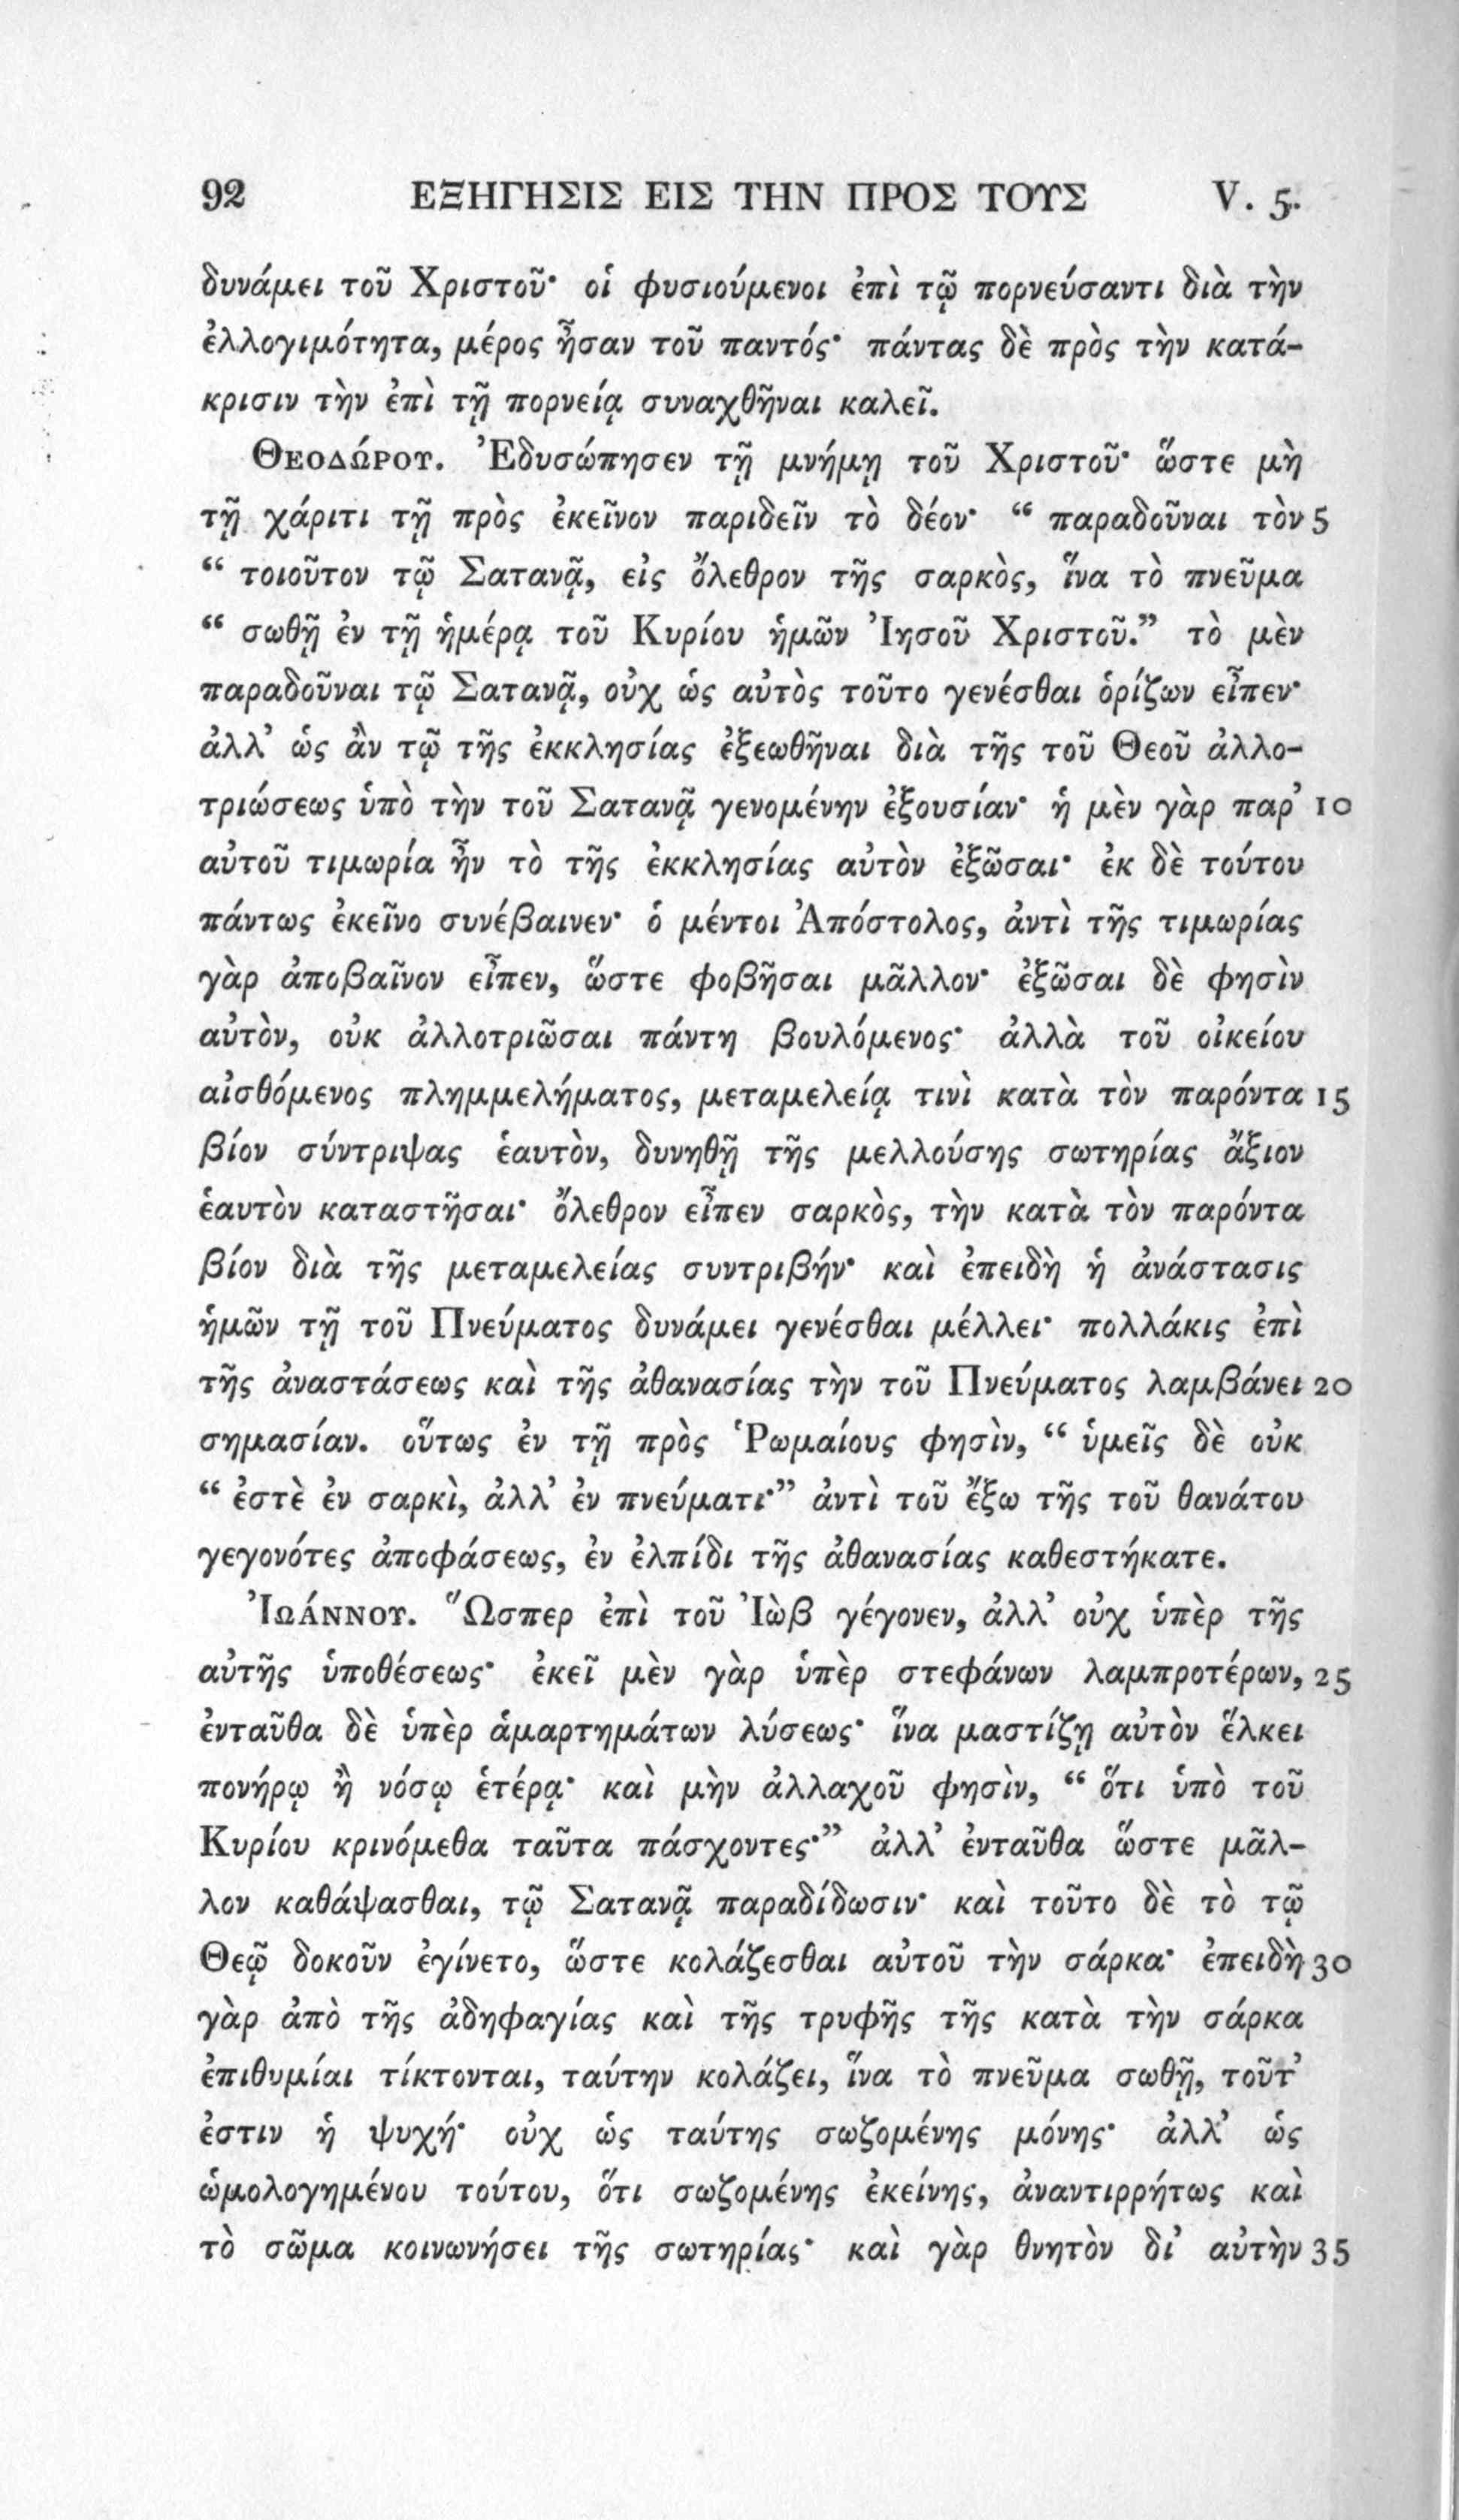 92 ΕΞΗΓΗΣΙΣ ΕΙΣ ΤΗΝ ΠΡΟΣ ΤΟΥΣ V. 5.
δυνάμει τοῦ Χριστοῦ· οἱ φυσιούμενοι ἐπὶ τῷ πορνεύσαντι διὰ τὴν
ἐλλογιμότητα, μέρος ἦσαν τοῦ παντός· πάντας δὲ πρὸς τὴν κατά-
κρισιν τὴν ἐπὶ τῇ πορνείᾳ συναχθῆναι καλεῖ.
Θεοδώρου. Ἐδυσώπησεν τῇ μνήμῃ τοῦ Χριστοῦ· ὥστε μὴ
τῇ χάριτι τῇ πρὸς ἐκεῖνον παριδεῖν τὸ δέον· “ παραδοῦναι τὸν 5
“ τοιοῦτον τῷ Σατανᾷ, εἰς ὄλεθρον τῆς σαρκὸς, ἵνα τὸ πνεῦμα
“ σωθῇ ἐν τῇ ἡμέρᾳ τοῦ Κυρίου ἡμῶν Ἰησοῦ Χριστοῦ.” τὸ μὲν
παραδοῦναι τῷ Σατανᾷ, οὐχ ὡς αὐτὸς τοῦτο γενέσθαι ὁρίζων εἶπεν·
ἀλλ’ ὡς ἂν τῷ τῆς ἐκκλησίας ἐξεωθῆναι διὰ τῆς τοῦ Θεοῦ ἀλλο-
τριώσεως ὑπὸ τὴν τοῦ Σατανᾷ γενομένην ἐξουσίαν· ἡ μὲν γὰρ παρ’ 10
αὐτοῦ τιμωρία ἦν τὸ τῆς ἐκκλησίας αὐτὸν ἐξῶσαι· ἐκ δὲ τούτου
πάντως ἐκεῖνο συνέβαινεν· ὁ μέντοι Ἀπόστολος, ἀντὶ τῆς τιμωρίας
γὰρ ἀποβαῖνον εἶπεν, ὥστε φοβῆσαι μᾶλλον· ἐξῶσαι δὲ φησὶν
αὐτὸν, οὐκ ἀλλοτριῶσαι πάντη βουλόμενος· ἀλλὰ τοῦ οἰκείου
αἰσθόμενος πλημμελήματος, μεταμελείᾳ τινὶ κατὰ τὸν παρόντα 15
βίον σύντριψας ἑαυτὸν, δυνηθῇ τῆς μελλούσης σωτηρίας ἄξιον
ἑαυτὸν καταστῆσαι· ὄλεθρον εἶπεν σαρκὸς, τὴν κατὰ τὸν παρόντα
βίον διὰ τῆς μεταμελείας συντριβήν· καὶ ἐπειδὴ ἡ ἀνάστασις
ἡμῶν τῇ τοῦ Πνεύματος δυνάμει γενέσθαι μέλλει· πολλάκις ἐπὶ
τῆς ἀναστάσεως καὶ τῆς ἀθανασίας τὴν τοῦ Πνεύματος λαμβάνει 20
σημασίαν. οὕτως ἐν τῇ πρὸς Ῥωμαίους φησὶν, “ ὑμεῖς δὲ οὐκ
“ ἐστὲ ἐν σαρκὶ, ἀλλ’ ἐν πνεύματι·” ἀντὶ τοῦ ἔξω τῆς τοῦ θανάτου
γεγονότες ἀποφάσεως, ἐν ἐλπίδι τῆς ἀθανασίας καθεστήκατε.
Ἰωάννου. Ὥσπερ ἐπὶ τοῦ Ἰὼβ γέγονεν, ἀλλ’ οὐχ ὑπὲρ τῆς
αὐτῆς ὑποθέσεως· ἐκεῖ μὲν γὰρ ὑπὲρ στεφάνων λαμπροτέρων, 25
ἐνταῦθα δὲ ὑπὲρ ἁμαρτημάτων λύσεως· ἵνα μαστίζῃ αὐτὸν ἕλκει
πονήρῳ ἢ νόσῳ ἑτέρᾳ· καὶ μὴν ἀλλαχοῦ φησὶν, “ ὅτι ὑπὸ τοῦ
Κυρίου κρινόμεθα ταῦτα πάσχοντες·” ἀλλ’ ἐνταῦθα ὥστε μᾶλ-
λον καθάψασθαι, τῷ Σατανᾷ παραδίδωσιν· καὶ τοῦτο δὲ τὸ τῷ
Θεῷ δοκοῦν ἐγίνετο, ὥστε κολάζεσθαι αὐτοῦ τὴν σάρκα· ἐπειδὴ 30
γὰρ ἀπὸ τῆς ἀδηφαγίας καὶ τῆς τρυφῆς τῆς κατὰ τὴν σάρκα
ἐπιθυμίαι τίκτονται, ταύτην κολάζει, ἵνα τὸ πνεῦμα σωθῇ, τοῦτ’
ἐστιν ἡ ψυχή· οὐχ ὡς ταύτης σωζομένης μόνης· ἀλλ’ ὡς
ὡμολογημένου τούτου, ὅτι σωζομένης ἐκείνης, ἀναντιρρήτως καὶ
τὸ σῶμα κοινωνήσει τῆς σωτηρίας· καὶ γὰρ θνητὸν δι’ αὐτὴν 35